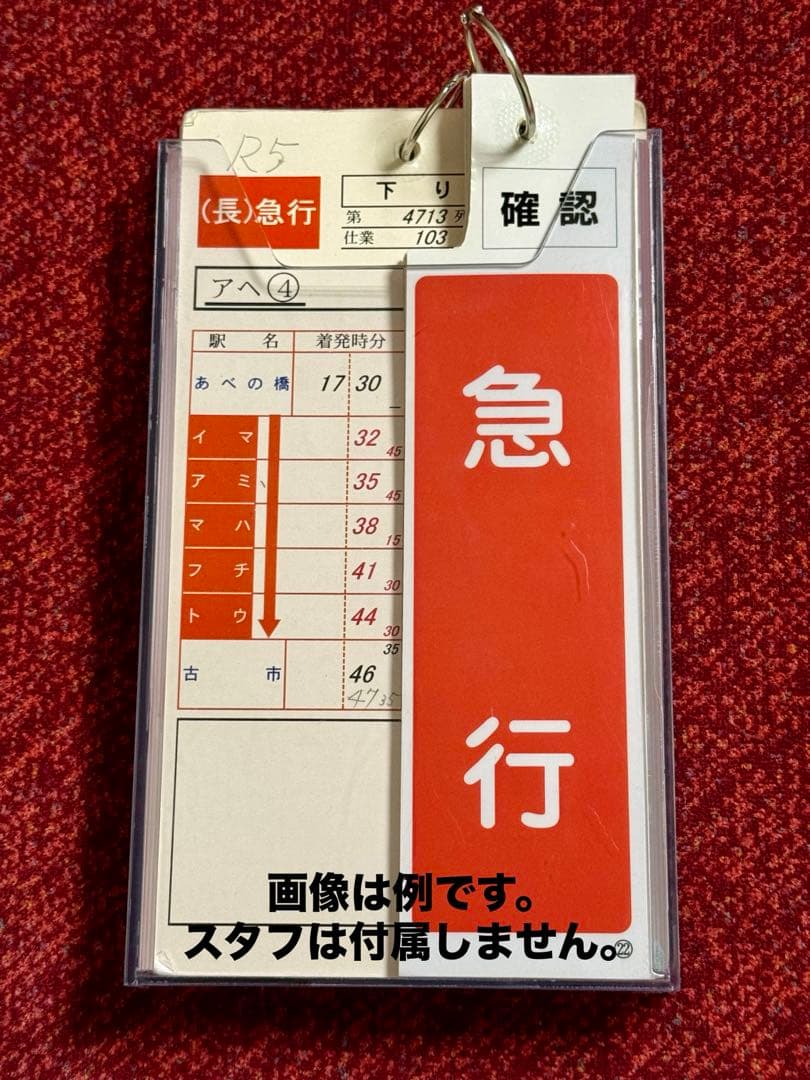 R5
(長)急行
下り
第 4713 列
仕業 103
確認
アヘ④
駅名 着発時分
あべの橋 17 30
イマ 32 45
アミ 35 45
マハ 38 15
フチ 41 30
トウ 44 30
35
古市 46
47 35
急行
画像は例です。
スタフは付属しません。
㉒